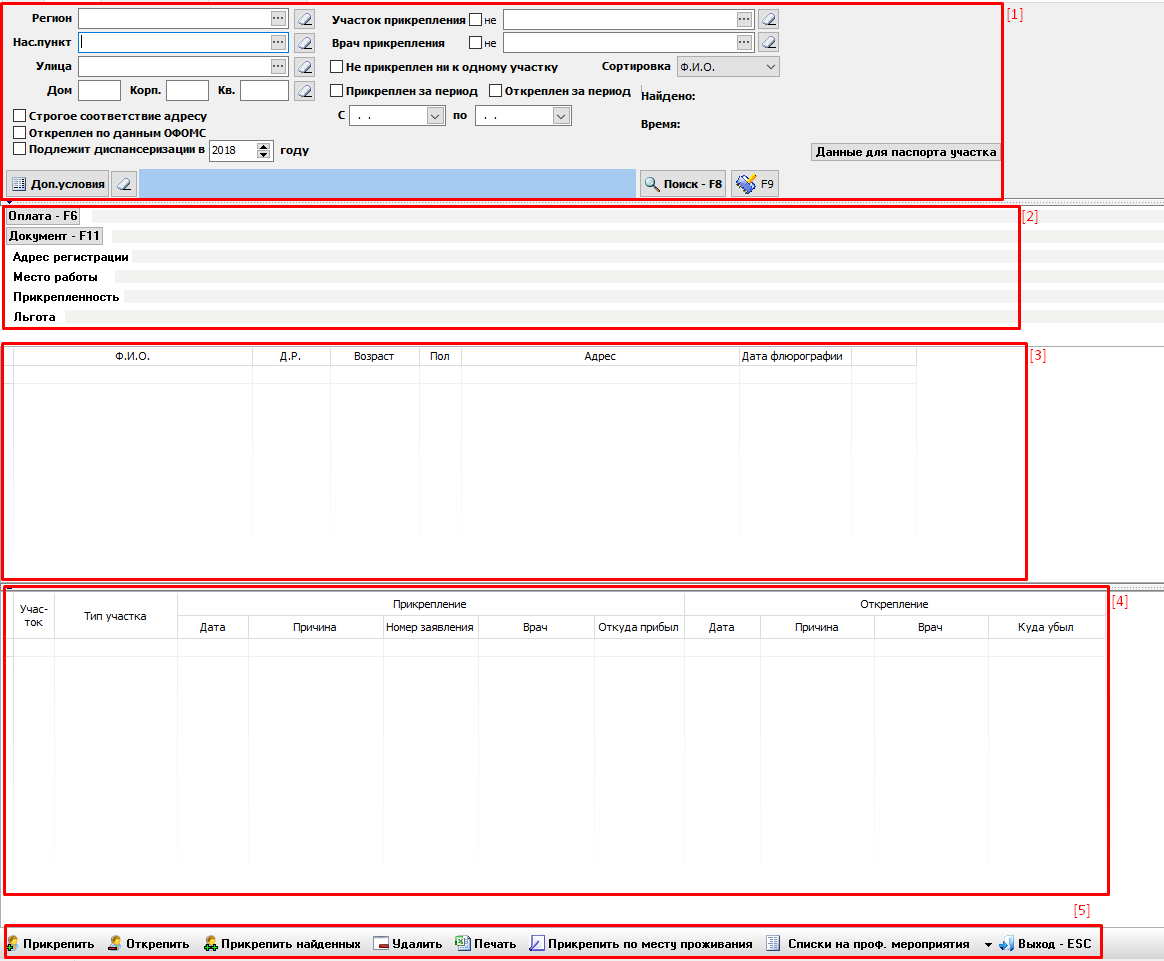 Регион ... Участок прикрепления не ... [1]
Нас.пункт ... Врач прикрепления не ...
Улица ... Не прикреплен ни к одному участку Сортировка Ф.И.О.
Дом Корп. Кв. Прикреплен за период Откреплен за период Найдено:
Строгое соответствие адресу С . . по . .
Откреплен по данным ОФОМС Время:
Подлежит диспансеризации в 2018 году Данные для паспорта участка
Доп.условия Поиск - F8 F9
Оплата - F6 [2]
Документ - F11
Адрес регистрации
Место работы
Прикрепленность
Льгота
Ф.И.О. Д.Р. Возраст Пол Адрес Дата флюрографии [3]
Учас-
ток Тип участка Прикрепление Открепление [4]
Дата Причина Номер заявления Врач Откуда прибыл Дата Причина Врач Куда убыл
[5]
Прикрепить Открепить Прикрепить найденных Удалить Печать Прикрепить по месту проживания Списки на проф. мероприятия Выход - ESC